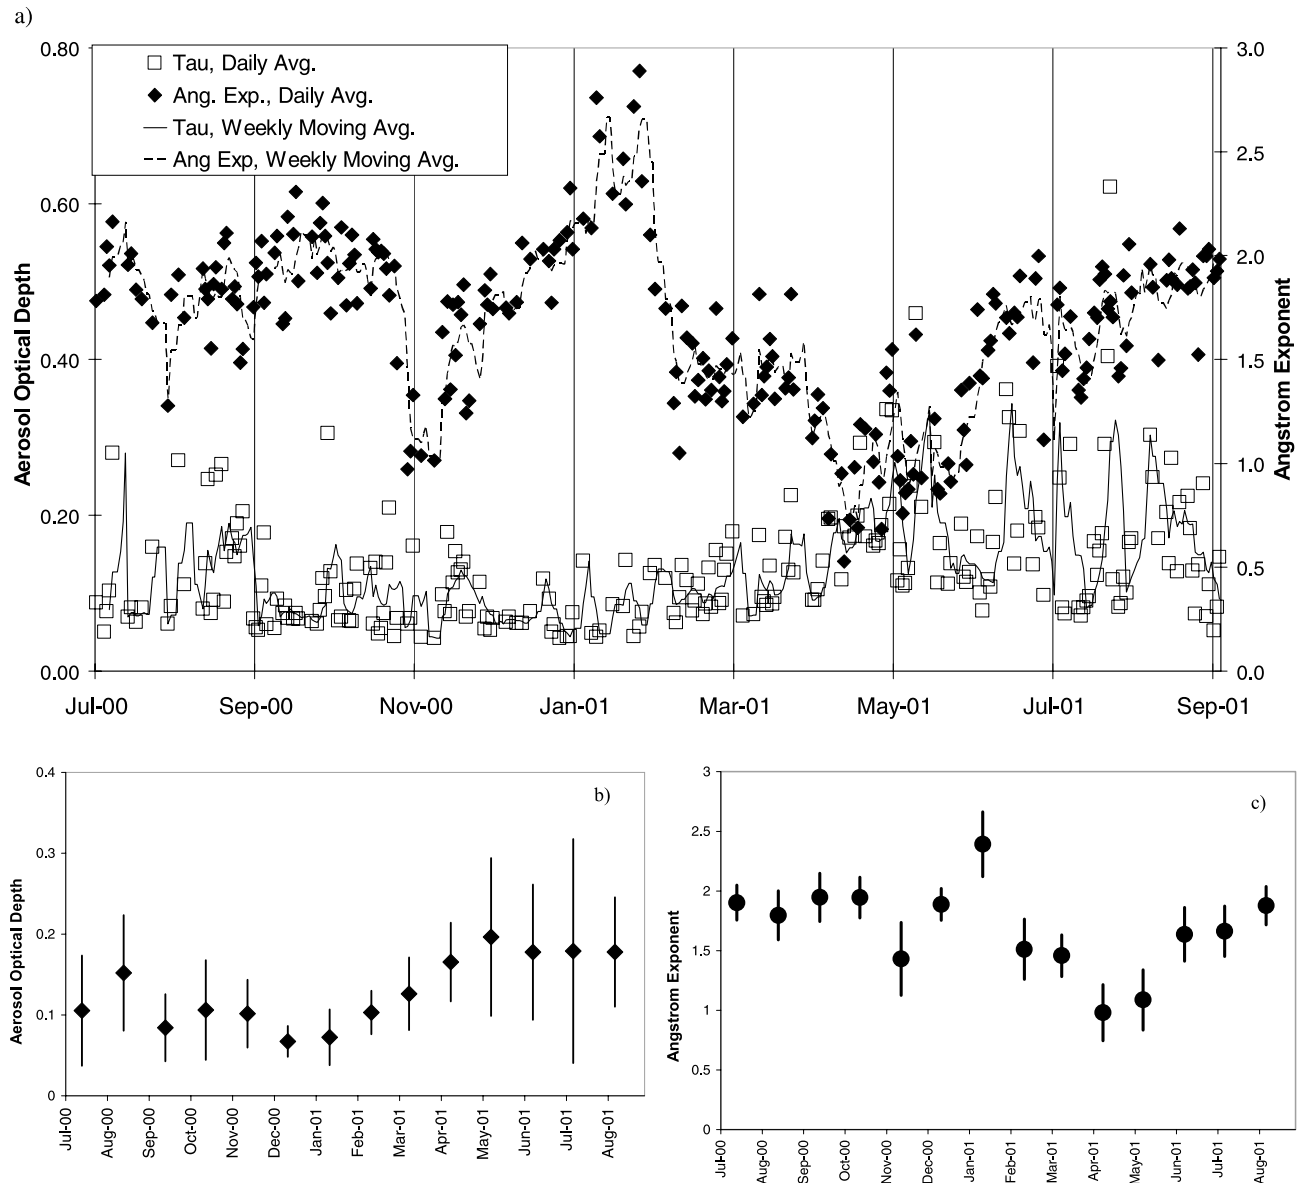 a)
Tau, Daily Avg.
Ang. Exp., Daily Avg.
Tau, Weekly Moving Avg.
Ang Exp, Weekly Moving Avg.
Aerosol Optical Depth
0.80
0.60
0.40
0.20
0.00
Angstrom Exponent
3.0
2.5
2.0
1.5
1.0
0.5
0.0
Jul-00 Sep-00 Nov-00 Jan-01 Mar-01 May-01 Jul-01 Sep-01
b)
Aerosol Optical Depth
0.4
0.3
0.2
0.1
0
Jul-00 Aug-00 Sep-00 Oct-00 Nov-00 Dec-00 Jan-01 Feb-01 Mar-01 Apr-01 May-01 Jun-01 Jul-01 Aug-01
c)
Angstrom Exponent
3
2.5
2
1.5
1
0.5
0
Jul-00 Aug-00 Sep-00 Oct-00 Nov-00 Dec-00 Jan-01 Feb-01 Mar-01 Apr-01 May-01 Jun-01 Jul-01 Aug-01